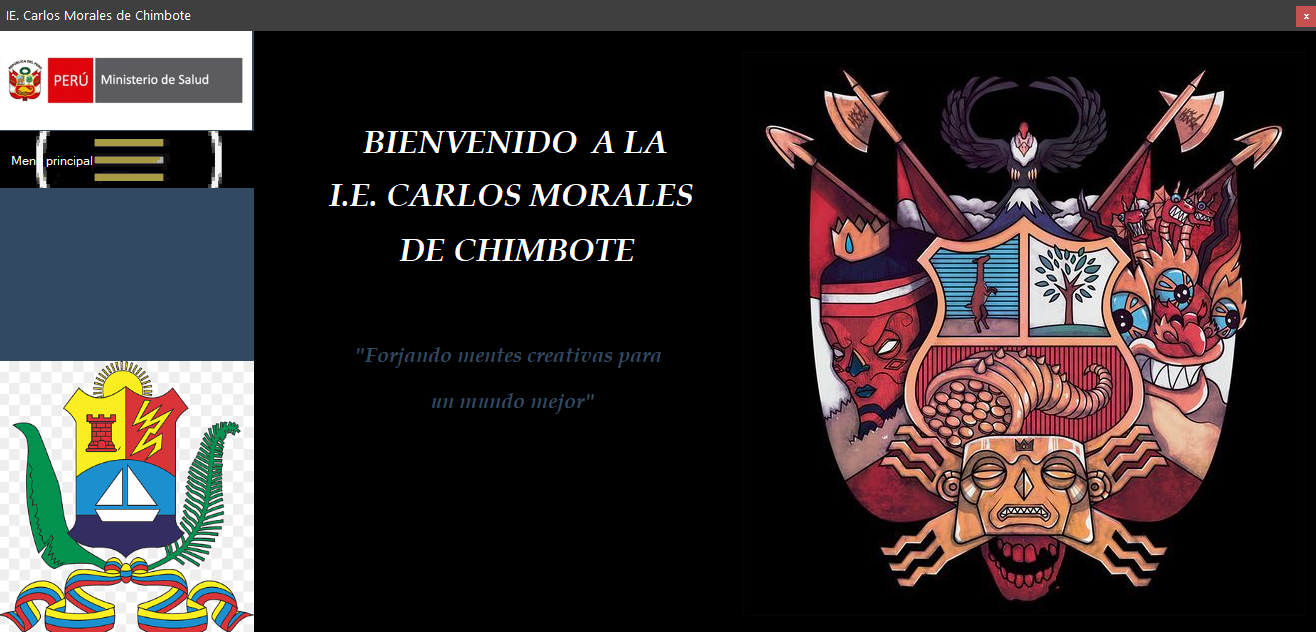 IE. Carlos Morales de Chimbote
x
PERÚ Ministerio de Salud
Menú principal
BIENVENIDO A LA
I.E. CARLOS MORALES
DE CHIMBOTE
"Forjando mentes creativas para
un mundo mejor"